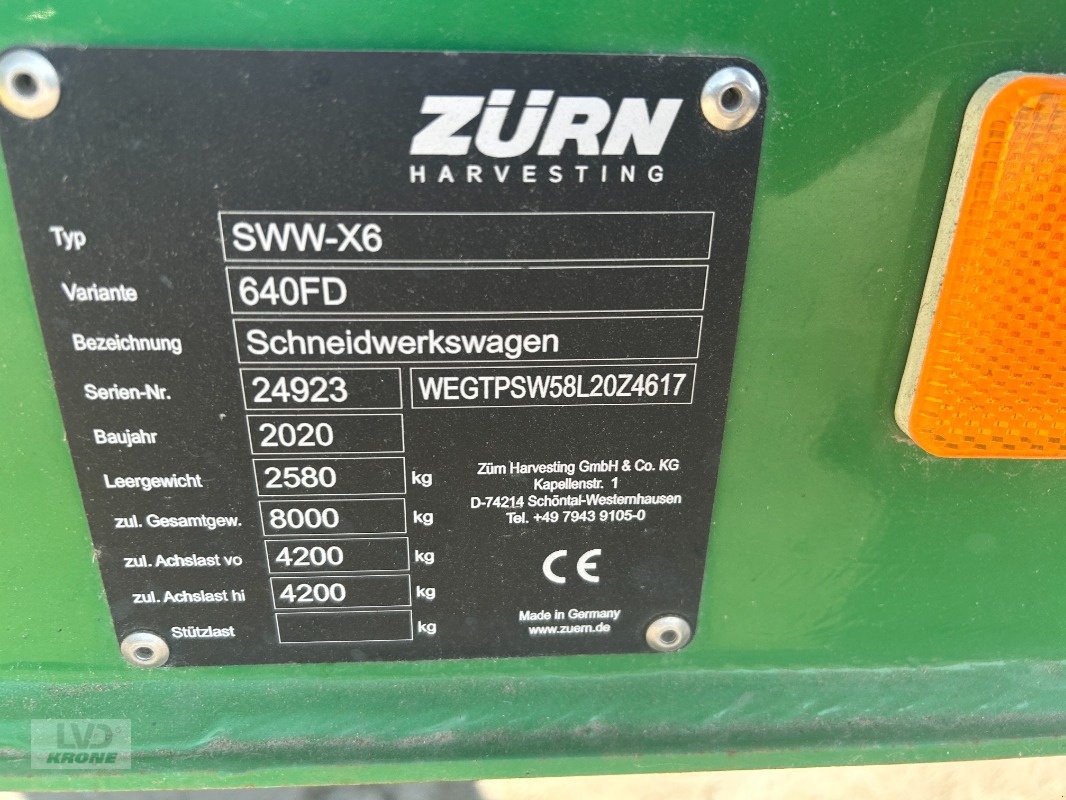 ZÜRN
HARVESTING
Typ SWW-X6
Variante 640FD
Bezeichnung Schneidwerkswagen
Serien-Nr. 24923 WEGTPSW58L20Z4617
Baujahr 2020
Leergewicht 2580 kg
zul. Gesamtgew. 8000 kg
zul. Achslast vo 4200 kg
zul. Achslast hi 4200 kg
Stützlast kg
Zürn Harvesting GmbH & Co. KG
Kapellenstr. 1
D-74214 Schöntal-Westernhausen
Tel. +49 7943 9105-0
CE
Made in Germany
www.zuern.de
LVD
KRONE